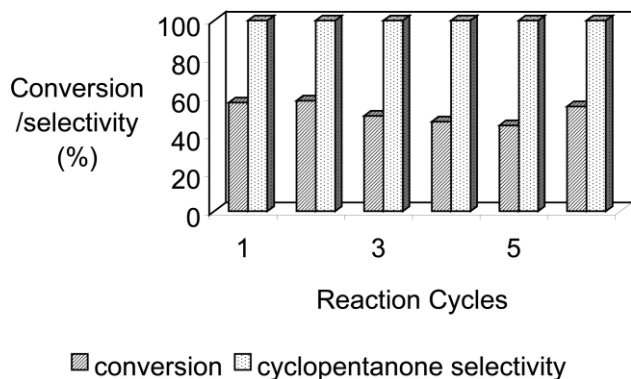 100
80
60
40
20
0
Conversion
/selectivity
(%)
1 3 5
Reaction Cycles
conversion cyclopentanone selectivity